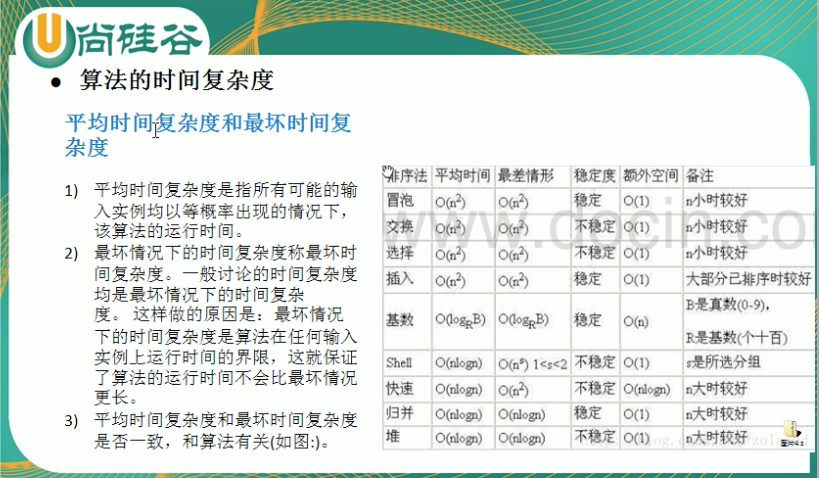 尚硅谷
● 算法的时间复杂度
平均时间复杂度和最坏时间复
杂度
1) 平均时间复杂度是指所有可能的输
入实例均以等概率出现的情况下，
该算法的运行时间。
2) 最坏情况下的时间复杂度称最坏时
间复杂度。一般讨论的时间复杂度
均是最坏情况下的时间复杂
度。 这样做的原因是：最坏情况
下的时间复杂度是算法在任何输入
实例上运行时间的界限，这就保证
了算法的运行时间不会比最坏情况
更长。
3) 平均时间复杂度和最坏时间复杂度
是否一致，和算法有关(如图:)。
排序法 平均时间 最差情形 稳定度 额外空间 备注
冒泡 O(n²) O(n²) 稳定 O(1) n小时较好
交换 O(n²) O(n²) 不稳定 O(1) n小时较好
选择 O(n²) O(n²) 不稳定 O(1) n小时较好
插入 O(n²) O(n²) 稳定 O(1) 大部分已排序时较好
基数 O(logRB) O(logRB) 稳定 O(n) B是真数(0-9)，
R是基数(个十百)
Shell O(nlogn) O(nˢ) 1<s<2 不稳定 O(1) s是所选分组
快速 O(nlogn) O(n²) 不稳定 O(nlogn) n大时较好
归并 O(nlogn) O(nlogn) 稳定 O(1) n大时较好
堆 O(nlogn) O(nlogn) 不稳定 O(1) n大时较好
www.docin.co